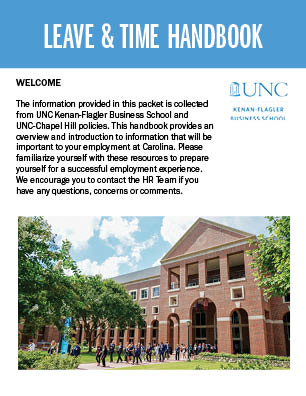 LEAVE & TIME HANDBOOK
WELCOME
The information provided in this packet is collected
from UNC Kenan-Flagler Business School and
UNC-Chapel Hill policies. This handbook provides an
overview and introduction to information that will be
important to your employment at Carolina. Please
familiarize yourself with these resources to prepare
yourself for a successful employment experience.
We encourage you to contact the HR Team if you
have any questions, concerns or comments.
UNC
KENAN-FLAGLER
BUSINESS SCHOOL